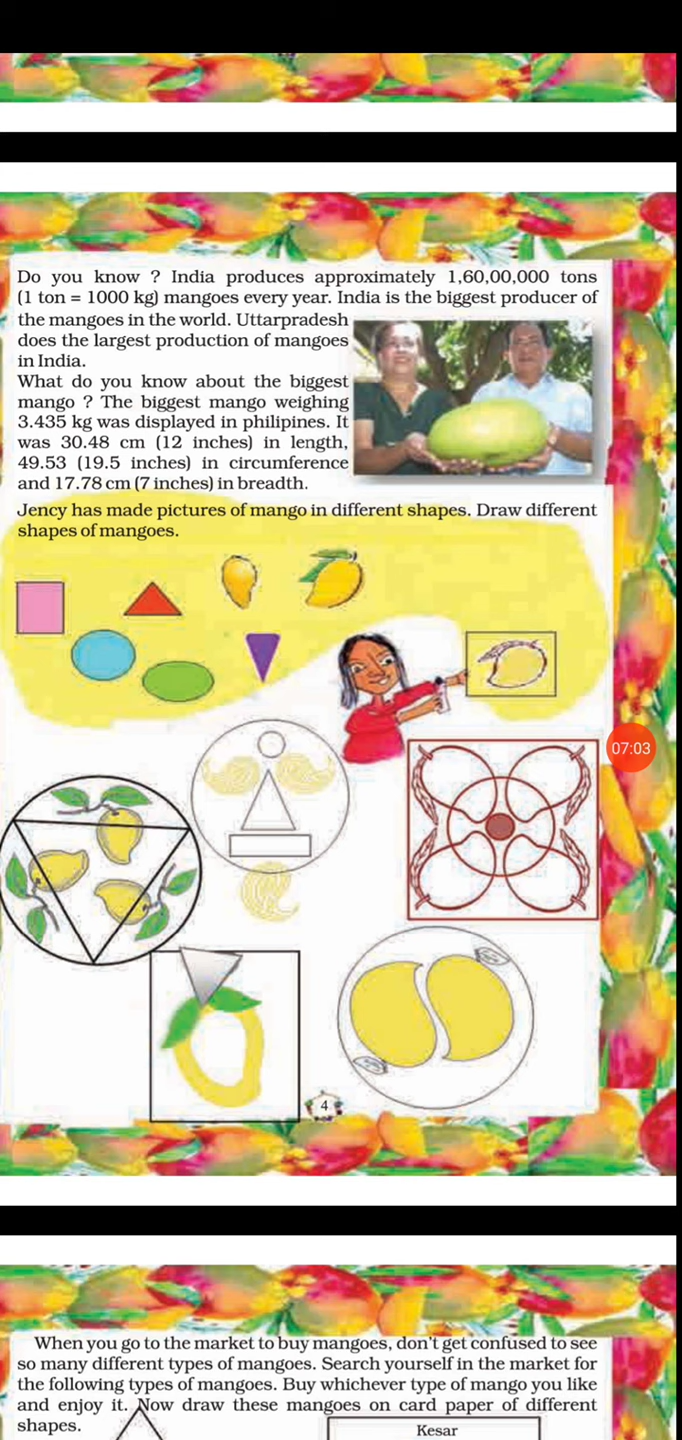 Do you know ? India produces approximately 1,60,00,000 tons
(1 ton = 1000 kg) mangoes every year. India is the biggest producer of
the mangoes in the world. Uttarpradesh
does the largest production of mangoes
in India.
What do you know about the biggest
mango ? The biggest mango weighing
3.435 kg was displayed in philipines. It
was 30.48 cm (12 inches) in length,
49.53 (19.5 inches) in circumference
and 17.78 cm (7 inches) in breadth.
Jency has made pictures of mango in different shapes. Draw different
shapes of mangoes.
07:03
4
When you go to the market to buy mangoes, don't get confused to see
so many different types of mangoes. Search yourself in the market for
the following types of mangoes. Buy whichever type of mango you like
and enjoy it. Now draw these mangoes on card paper of different
shapes.
Kesar